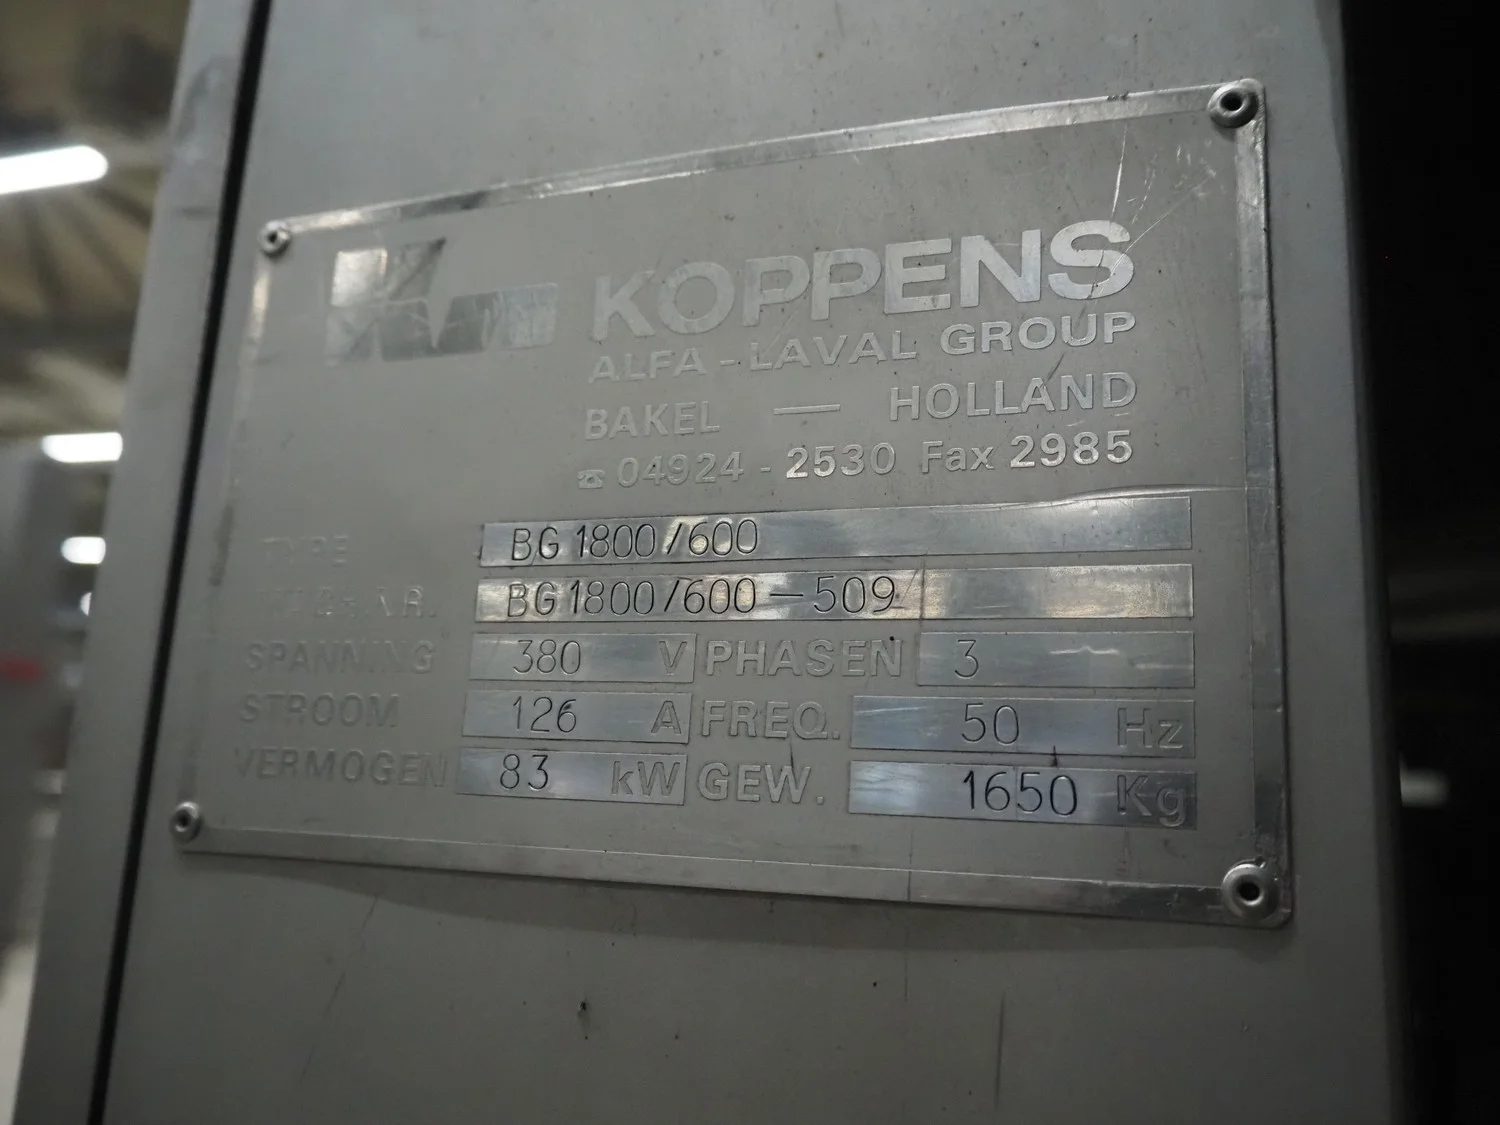 KOPPENS
ALFA - LAVAL GROUP
BAKEL — HOLLAND
☎ 04924 - 2530 Fax 2985
TYPE BG 1800/600
BG 1800/600 — 509
SPANNING 380 V PHASEN 3
STROOM 126 A FREQ. 50 Hz
VERMOGEN 83 kW GEW. 1650 Kg